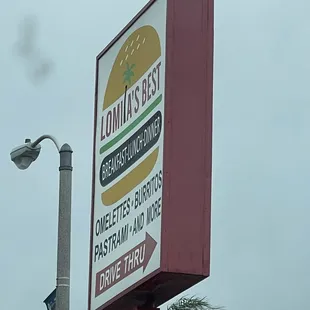 LOMITA'S BEST
BREAKFAST·LUNCH·DINNER
OMELETTES·BURRITOS
PASTRAMI·AND MORE
DRIVE THRU